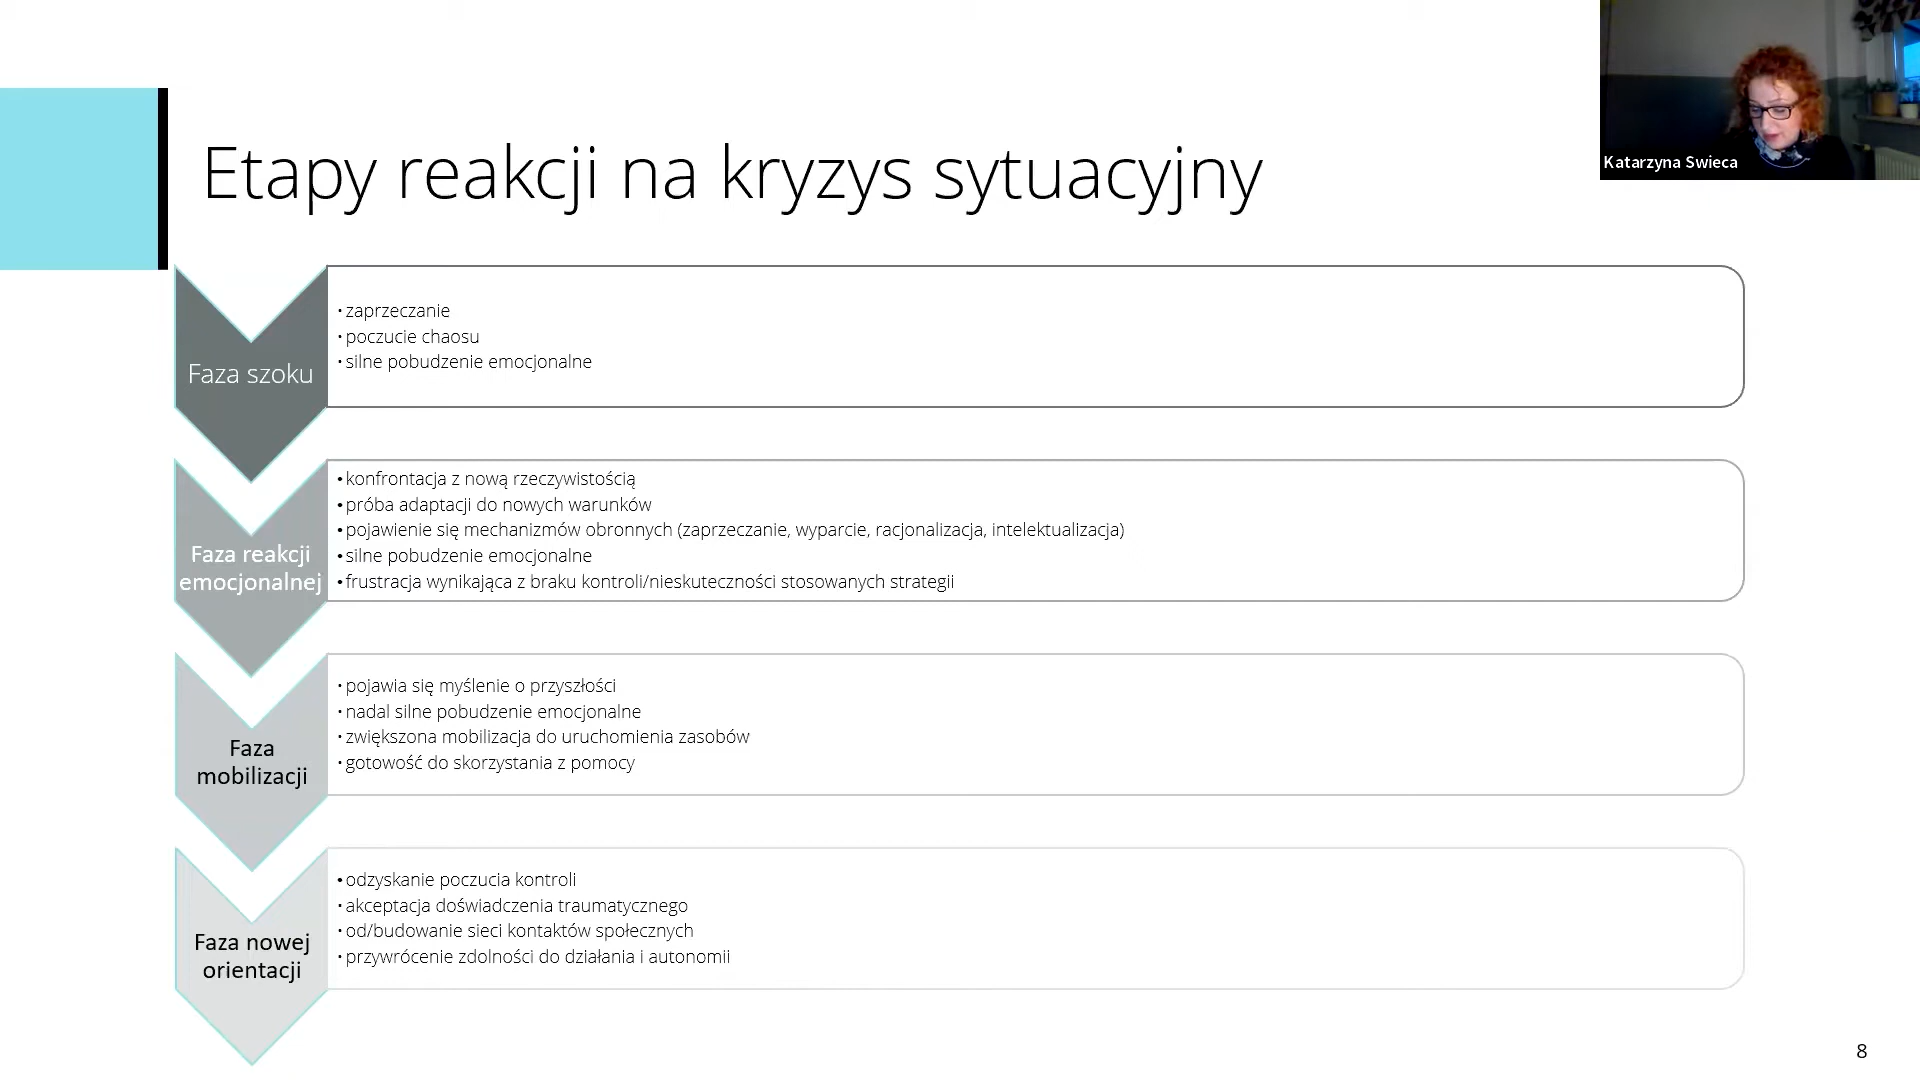 Katarzyna Swieca
Etapy reakcji na kryzys sytuacyjny
Faza szoku
•zaprzeczanie
•poczucie chaosu
•silne pobudzenie emocjonalne
Faza reakcji
emocjonalnej
•konfrontacja z nową rzeczywistością
•próba adaptacji do nowych warunków
•pojawienie się mechanizmów obronnych (zaprzeczanie, wyparcie, racjonalizacja, intelektualizacja)
•silne pobudzenie emocjonalne
•frustracja wynikająca z braku kontroli/nieskuteczności stosowanych strategii
Faza
mobilizacji
•pojawia się myślenie o przyszłości
•nadal silne pobudzenie emocjonalne
•zwiększona mobilizacja do uruchomienia zasobów
•gotowość do skorzystania z pomocy
Faza nowej
orientacji
•odzyskanie poczucia kontroli
•akceptacja doświadczenia traumatycznego
•od/budowanie sieci kontaktów społecznych
•przywrócenie zdolności do działania i autonomii
8